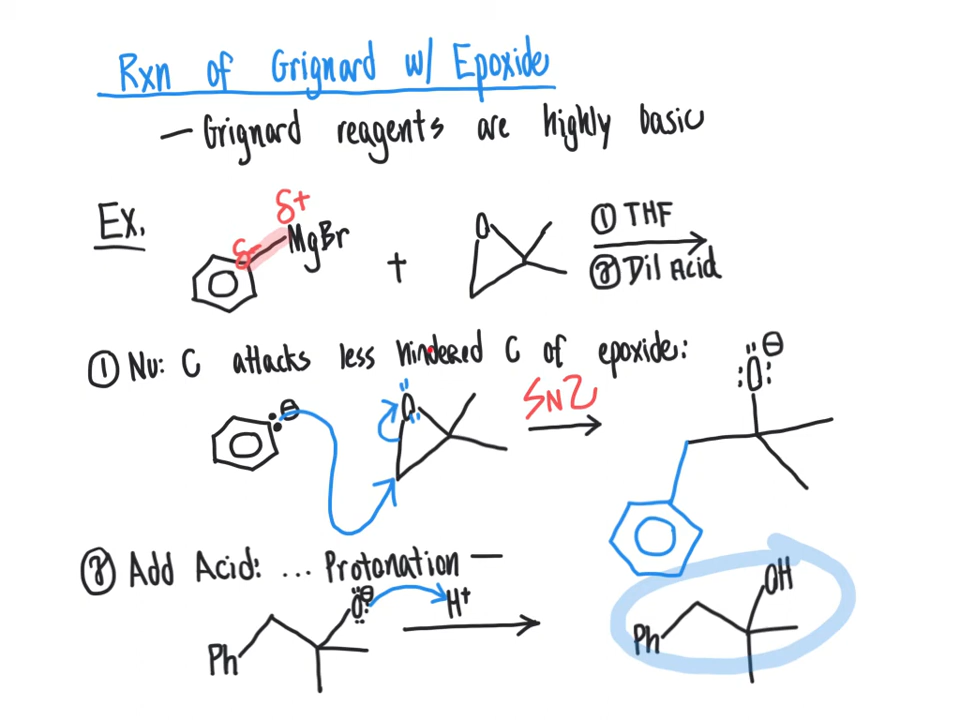 Rxn of Grignard w/ Epoxide
— Grignard reagents are highly basic
Ex.
δ+
δ-
MgBr
+
O
① THF
② Dil Acid
① Nu: C attacks less hindered C of epoxide:
:⊖
:Ö:⊖
Ö:
SN2
② Add Acid: ... Protonation —
Ph
:Ö:⊖
H+
Ph
OH